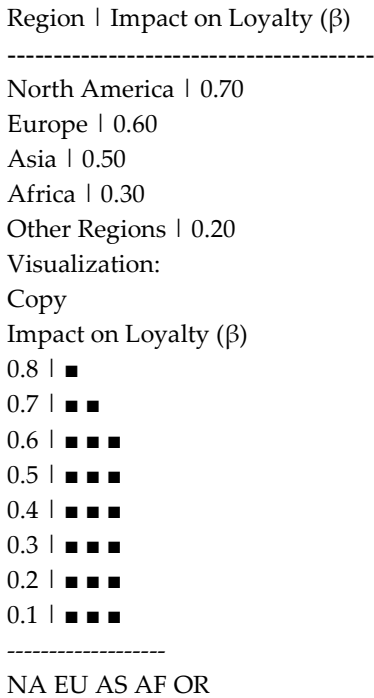 Region | Impact on Loyalty (β)
----------------------------------------
North America | 0.70
Europe | 0.60
Asia | 0.50
Africa | 0.30
Other Regions | 0.20
Visualization:
Copy
Impact on Loyalty (β)
0.8 | ■
0.7 | ■ ■
0.6 | ■ ■ ■
0.5 | ■ ■ ■
0.4 | ■ ■ ■
0.3 | ■ ■ ■
0.2 | ■ ■ ■
0.1 | ■ ■ ■
-------------------
NA EU AS AF OR